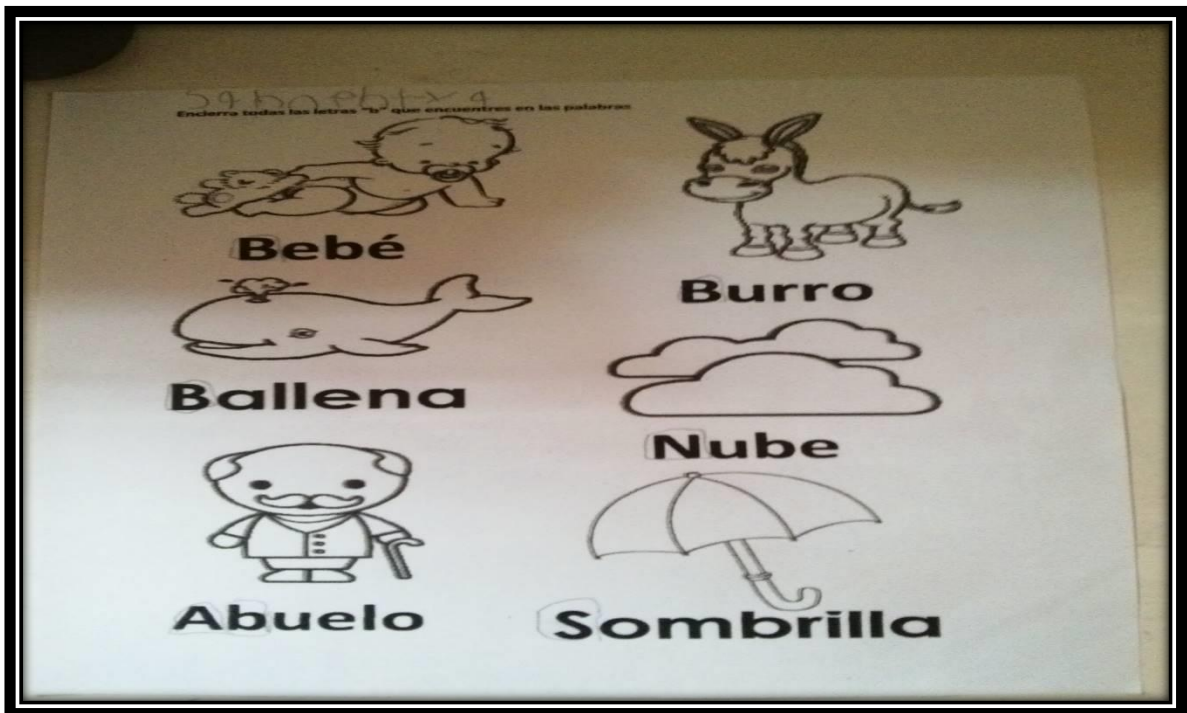 Encierra todas las letras "b" que encuentres en las palabras
Bebé
Burro
Ballena
Nube
Abuelo
Sombrilla